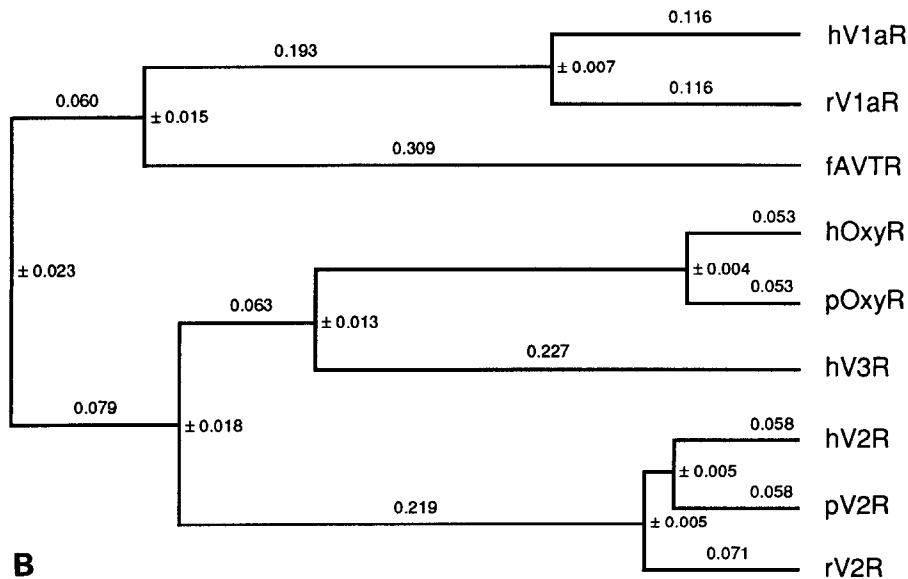 0.116
hV1aR
0.193
± 0.007
0.116
rV1aR
0.060
± 0.015
0.309
fAVTR
0.053
hOxyR
± 0.023
± 0.004
0.053
pOxyR
0.063
± 0.013
0.227
hV3R
0.079
± 0.018
0.058
hV2R
± 0.005
0.058
pV2R
0.219
± 0.005
0.071
rV2R
B